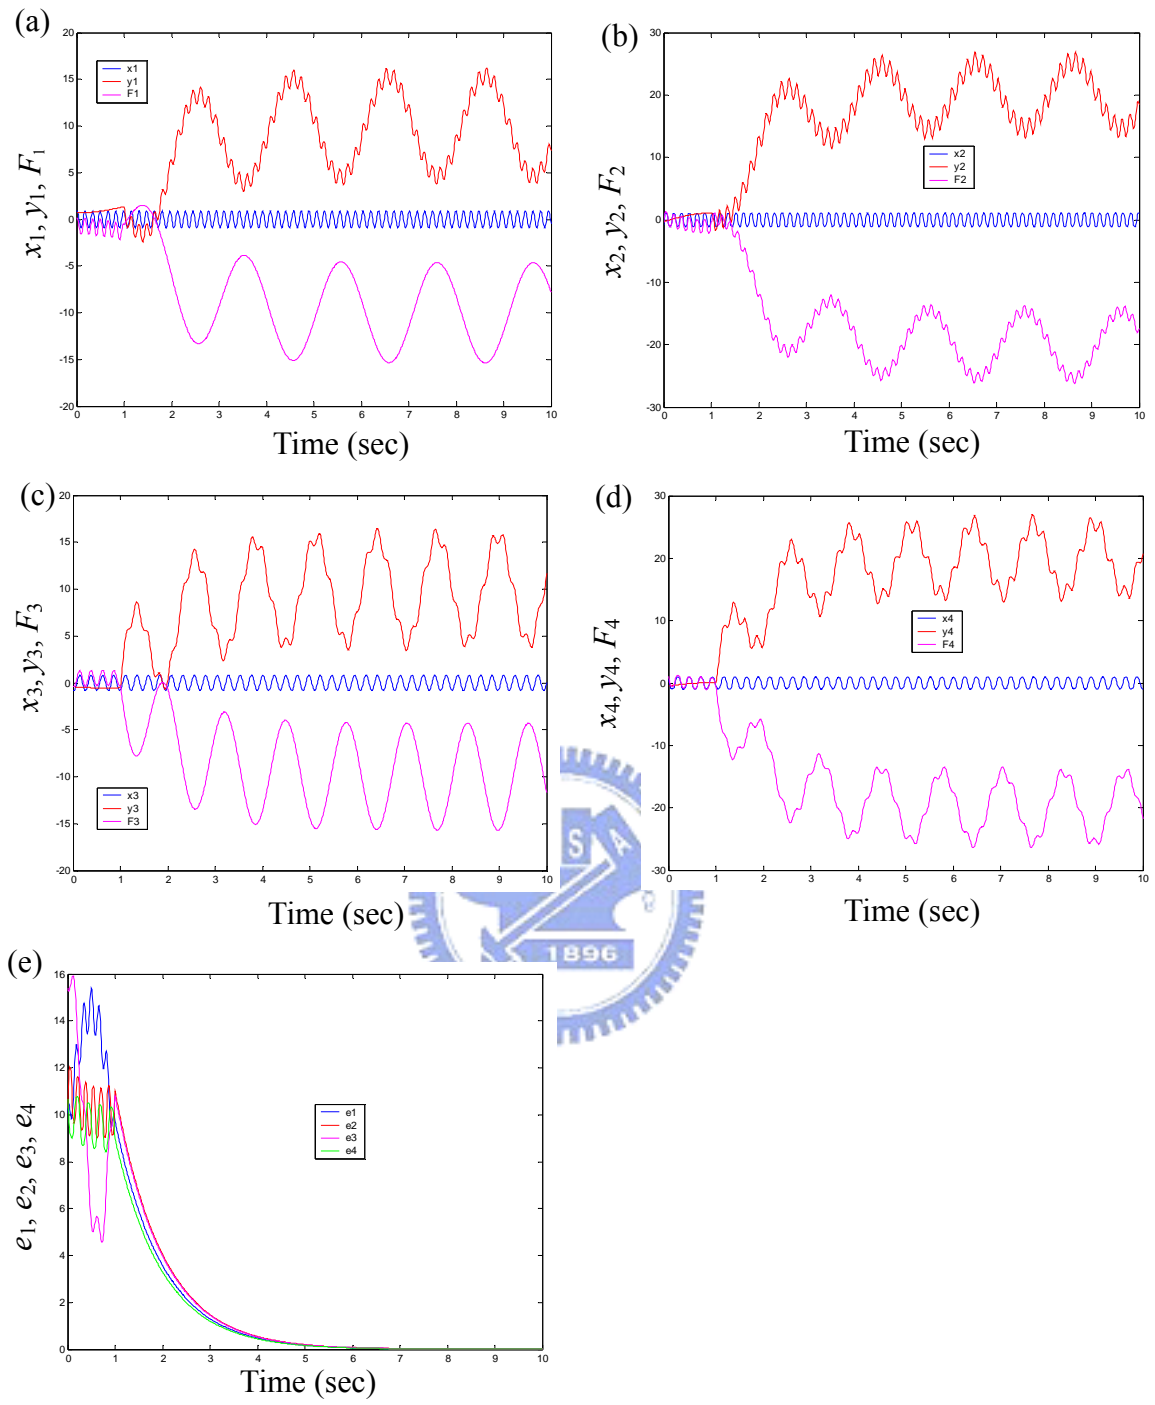 (a)
20
15
10
5
0
-5
-10
-15
-20
x1
y1
F1
x1, y1, F1
0 1 2 3 4 5 6 7 8 9 10
Time (sec)
(b)
30
20
10
0
-10
-20
-30
x2
y2
F2
x2, y2, F2
0 1 2 3 4 5 6 7 8 9 10
Time (sec)
(c)
20
15
10
5
0
-5
-10
-15
-20
x3
y3
F3
x3, y3, F3
0 1 2 3 4 5 6 7 8 9 10
Time (sec)
(d)
30
20
10
0
-10
-20
-30
x4
y4
F4
x4, y4, F4
0 1 2 3 4 5 6 7 8 9 10
Time (sec)
S A
1896
(e)
16
14
12
10
8
6
4
2
0
e1
e2
e3
e4
e1, e2, e3, e4
0 1 2 3 4 5 6 7 8 9 10
Time (sec)